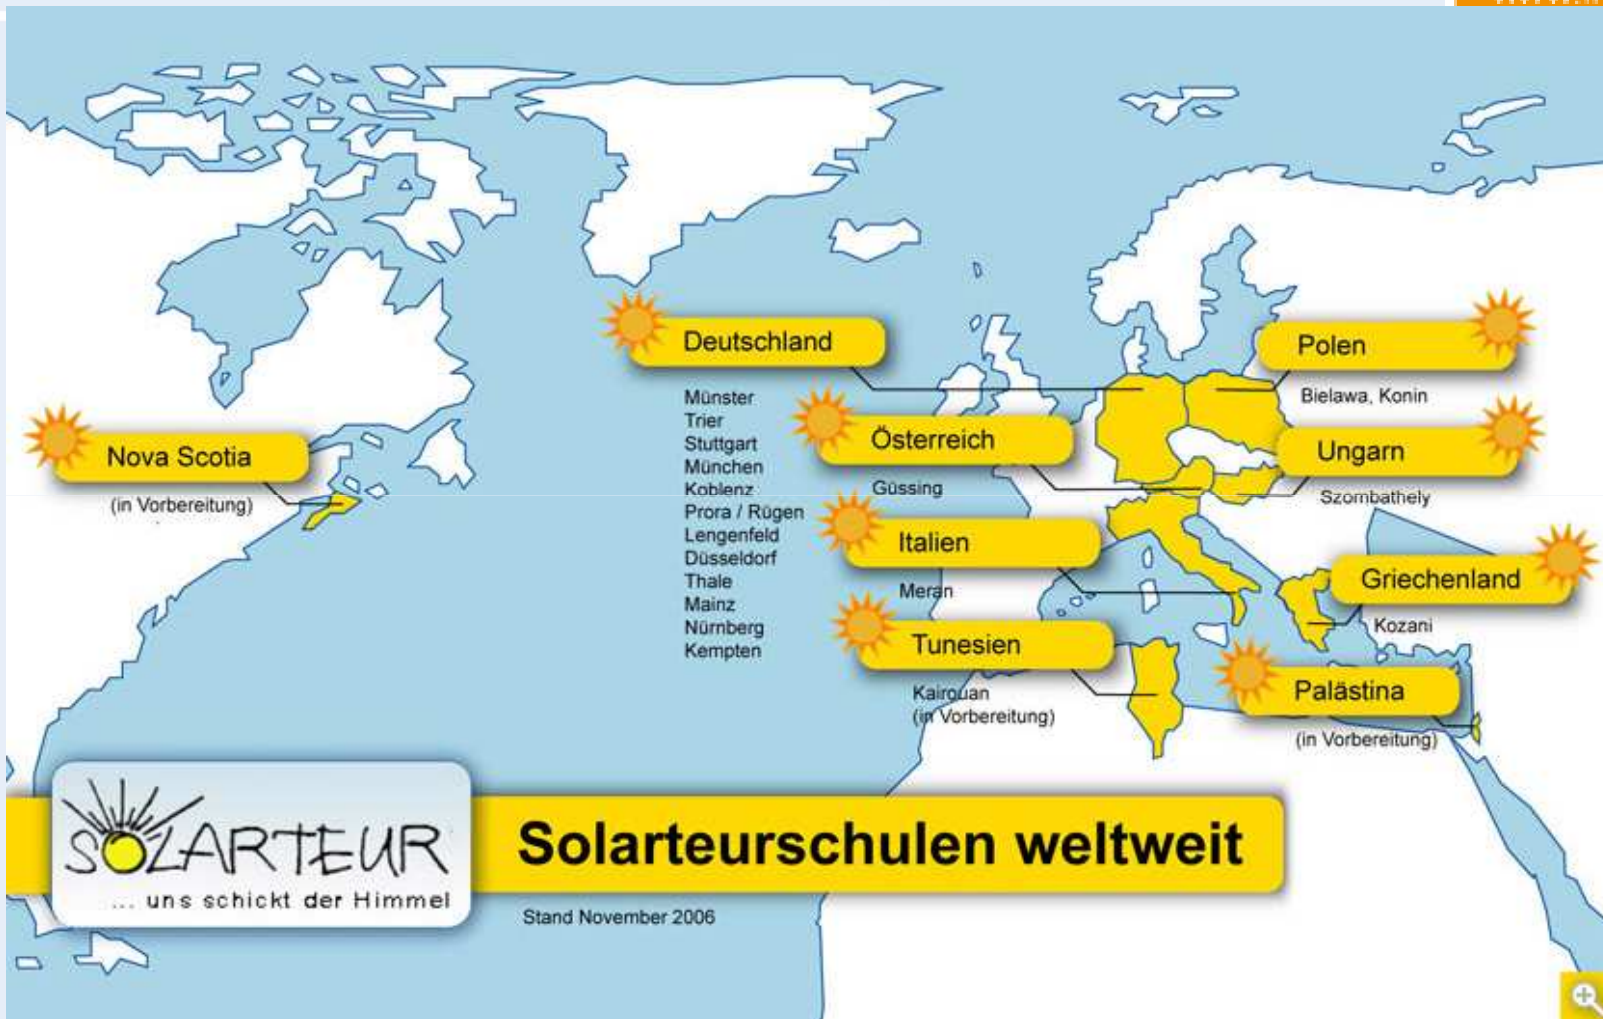 Deutschland
Münster
Trier
Stuttgart
München
Koblenz
Prora / Rügen
Lengenfeld
Düsseldorf
Thale
Mainz
Nürnberg
Kempten
Polen
Bielawa, Konin
Österreich
Güssing
Ungarn
Szombathely
Nova Scotia
(in Vorbereitung)
Italien
Meran
Griechenland
Kozani
Tunesien
Kairouan
(in Vorbereitung)
Palästina
(in Vorbereitung)
SOLARTEUR
... uns schickt der Himmel
Solarteurschulen weltweit
Stand November 2006